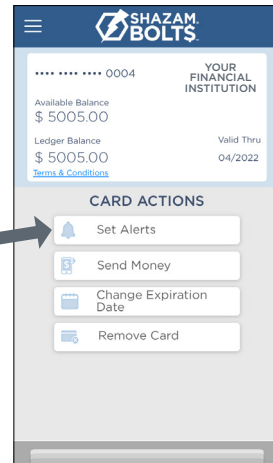 SHAZAM.
BOLT$.
•••• •••• •••• 0004
YOUR
FINANCIAL
INSTITUTION
Available Balance
$ 5005.00
Ledger Balance
Valid Thru
$ 5005.00
04/2022
Terms & Conditions
CARD ACTIONS
Set Alerts
Send Money
Change Expiration
Date
Remove Card